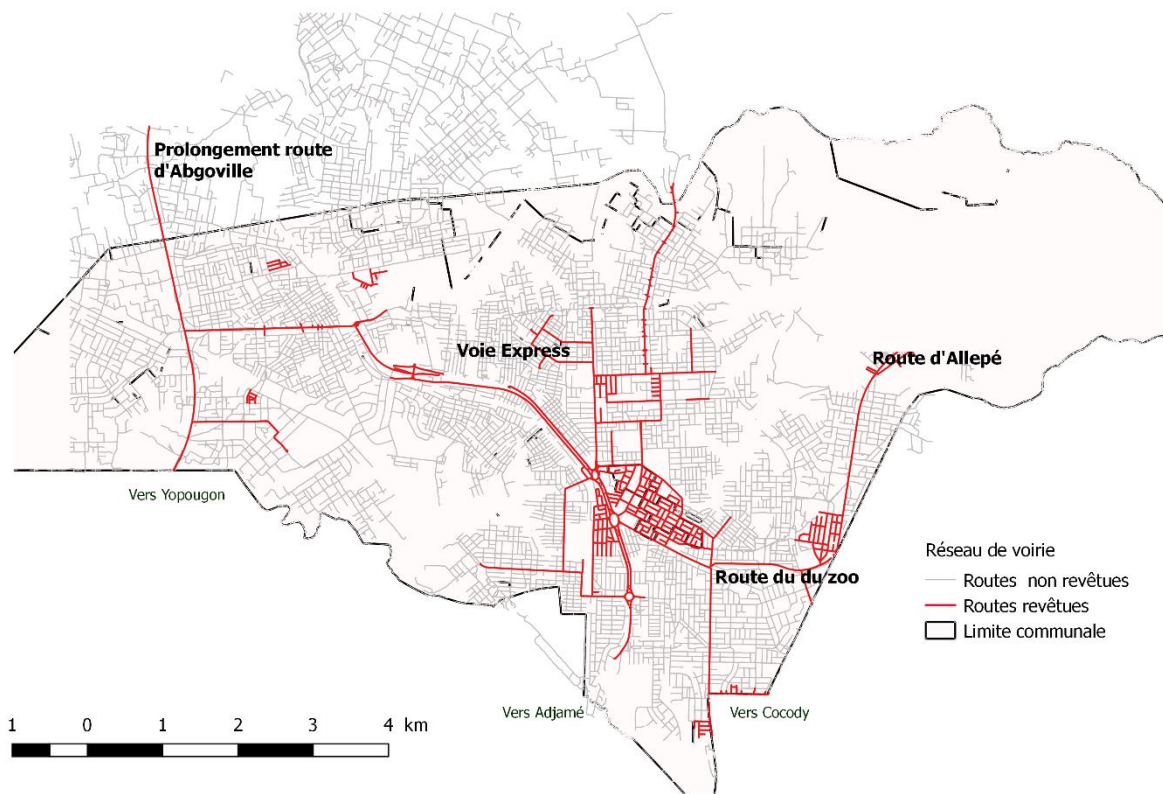 Prolongement route
d'Abgoville
Voie Express
Route d'Allepé
Vers Yopougon
Route du du zoo
Réseau de voirie
Routes non revêtues
Routes revêtues
Limite communale
Vers Adjamé
Vers Cocody
1 0 1 2 3 4 km